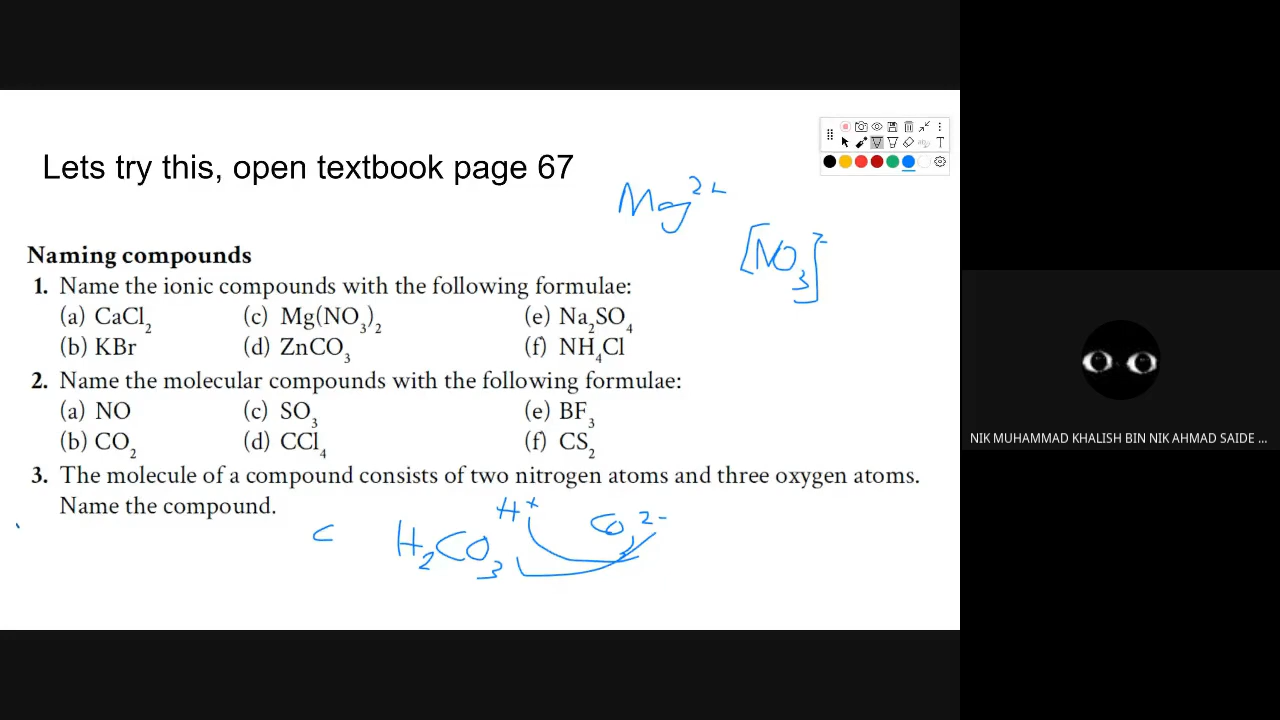 Lets try this, open textbook page 67
Mg²⁺
[NO₃]⁻
Naming compounds
1. Name the ionic compounds with the following formulae:
(a) CaCl₂ (c) Mg(NO₃)₂ (e) Na₂SO₄
(b) KBr (d) ZnCO₃ (f) NH₄Cl
2. Name the molecular compounds with the following formulae:
(a) NO (c) SO₃ (e) BF₃
(b) CO₂ (d) CCl₄ (f) CS₂
3. The molecule of a compound consists of two nitrogen atoms and three oxygen atoms.
Name the compound.
C H₂CO₃ H⁺ CO ²⁻
NIK MUHAMMAD KHALISH BIN NIK AHMAD SAIDE ...